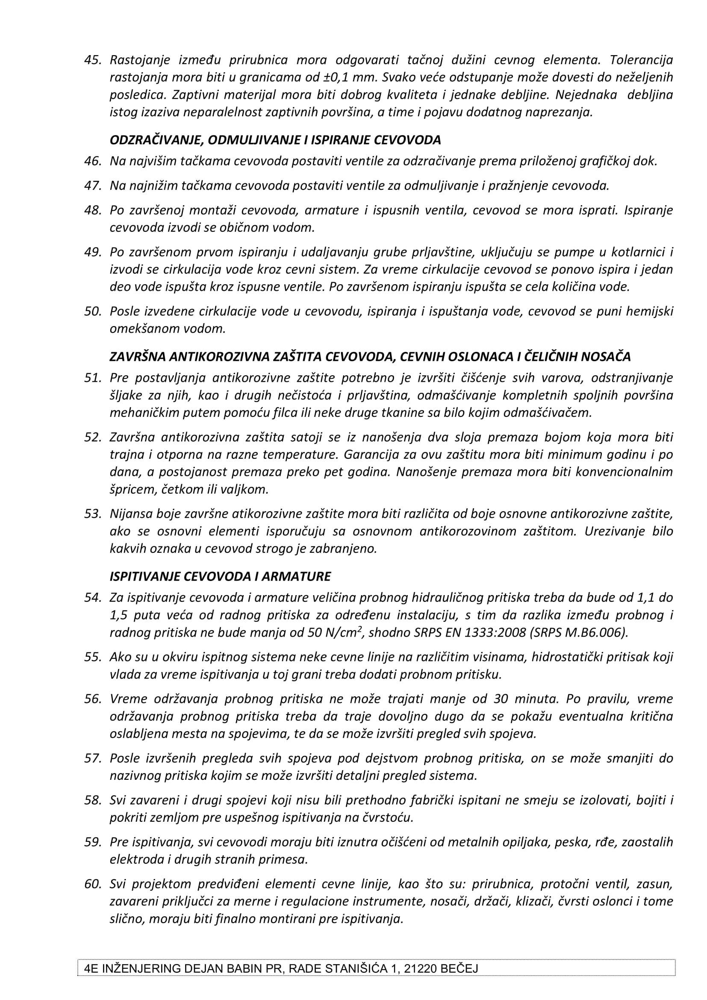 45. Rastojanje između prirubnica mora odgovarati tačnoj dužini cevnog elementa. Tolerancija
rastojanja mora biti u granicama od ±0,1 mm. Svako veće odstupanje može dovesti do neželjenih
posledica. Zaptivni materijal mora biti dobrog kvaliteta i jednake debljine. Nejednaka debljina
istog izaziva neparalelnost zaptivnih površina, a time i pojavu dodatnog naprezanja.
ODZRAČIVANJE, ODMULJIVANJE I ISPIRANJE CEVOVODA
46. Na najvišim tačkama cevovoda postaviti ventile za odzračivanje prema priloženoj grafičkoj dok.
47. Na najnižim tačkama cevovoda postaviti ventile za odmuljivanje i pražnjenje cevovoda.
48. Po završenoj montaži cevovoda, armature i ispusnih ventila, cevovod se mora isprati. Ispiranje
cevovoda izvodi se običnom vodom.
49. Po završenom prvom ispiranju i udaljavanju grube prljavštine, uključuju se pumpe u kotlarnici i
izvodi se cirkulacija vode kroz cevni sistem. Za vreme cirkulacije cevovod se ponovo ispira i jedan
deo vode ispušta kroz ispusne ventile. Po završenom ispiranju ispušta se cela količina vode.
50. Posle izvedene cirkulacije vode u cevovodu, ispiranja i ispuštanja vode, cevovod se puni hemijski
omekšanom vodom.
ZAVRŠNA ANTIKOROZIVNA ZAŠTITA CEVOVODA, CEVNIH OSLONACA I ČELIČNIH NOSAČA
51. Pre postavljanja antikorozivne zaštite potrebno je izvršiti čišćenje svih varova, odstranjivanje
šljake za njih, kao i drugih nečistoća i prljavština, odmašćivanje kompletnih spoljnih površina
mehaničkim putem pomoću filca ili neke druge tkanine sa bilo kojim odmašćivačem.
52. Završna antikorozivna zaštita satoji se iz nanošenja dva sloja premaza bojom koja mora biti
trajna i otporna na razne temperature. Garancija za ovu zaštitu mora biti minimum godinu i po
dana, a postojanost premaza preko pet godina. Nanošenje premaza mora biti konvencionalnim
špricem, četkom ili valjkom.
53. Nijansa boje završne atikorozivne zaštite mora biti različita od boje osnovne antikorozivne zaštite,
ako se osnovni elementi isporučuju sa osnovnom antikorozovinom zaštitom. Urezivanje bilo
kakvih oznaka u cevovod strogo je zabranjeno.
ISPITIVANJE CEVOVODA I ARMATURE
54. Za ispitivanje cevovoda i armature veličina probnog hidrauličnog pritiska treba da bude od 1,1 do
1,5 puta veća od radnog pritiska za određenu instalaciju, s tim da razlika između probnog i
radnog pritiska ne bude manja od 50 N/cm², shodno SRPS EN 1333:2008 (SRPS M.B6.006).
55. Ako su u okviru ispitnog sistema neke cevne linije na različitim visinama, hidrostatički pritisak koji
vlada za vreme ispitivanja u toj grani treba dodati probnom pritisku.
56. Vreme održavanja probnog pritiska ne može trajati manje od 30 minuta. Po pravilu, vreme
održavanja probnog pritiska treba da traje dovoljno dugo da se pokažu eventualna kritična
oslabljena mesta na spojevima, te da se može izvršiti pregled svih spojeva.
57. Posle izvršenih pregleda svih spojeva pod dejstvom probnog pritiska, on se može smanjiti do
nazivnog pritiska kojim se može izvršiti detaljni pregled sistema.
58. Svi zavareni i drugi spojevi koji nisu bili prethodno fabrički ispitani ne smeju se izolovati, bojiti i
pokriti zemljom pre uspešnog ispitivanja na čvrstoću.
59. Pre ispitivanja, svi cevovodi moraju biti iznutra očišćeni od metalnih opiljaka, peska, rđe, zaostalih
elektroda i drugih stranih primesa.
60. Svi projektom predviđeni elementi cevne linije, kao što su: prirubnica, protočni ventil, zasun,
zavareni priključci za merne i regulacione instrumente, nosači, držači, klizači, čvrsti oslonci i tome
slično, moraju biti finalno montirani pre ispitivanja.
4E INŽENJERING DEJAN BABIN PR, RADE STANIŠIĆA 1, 21220 BEČEJ